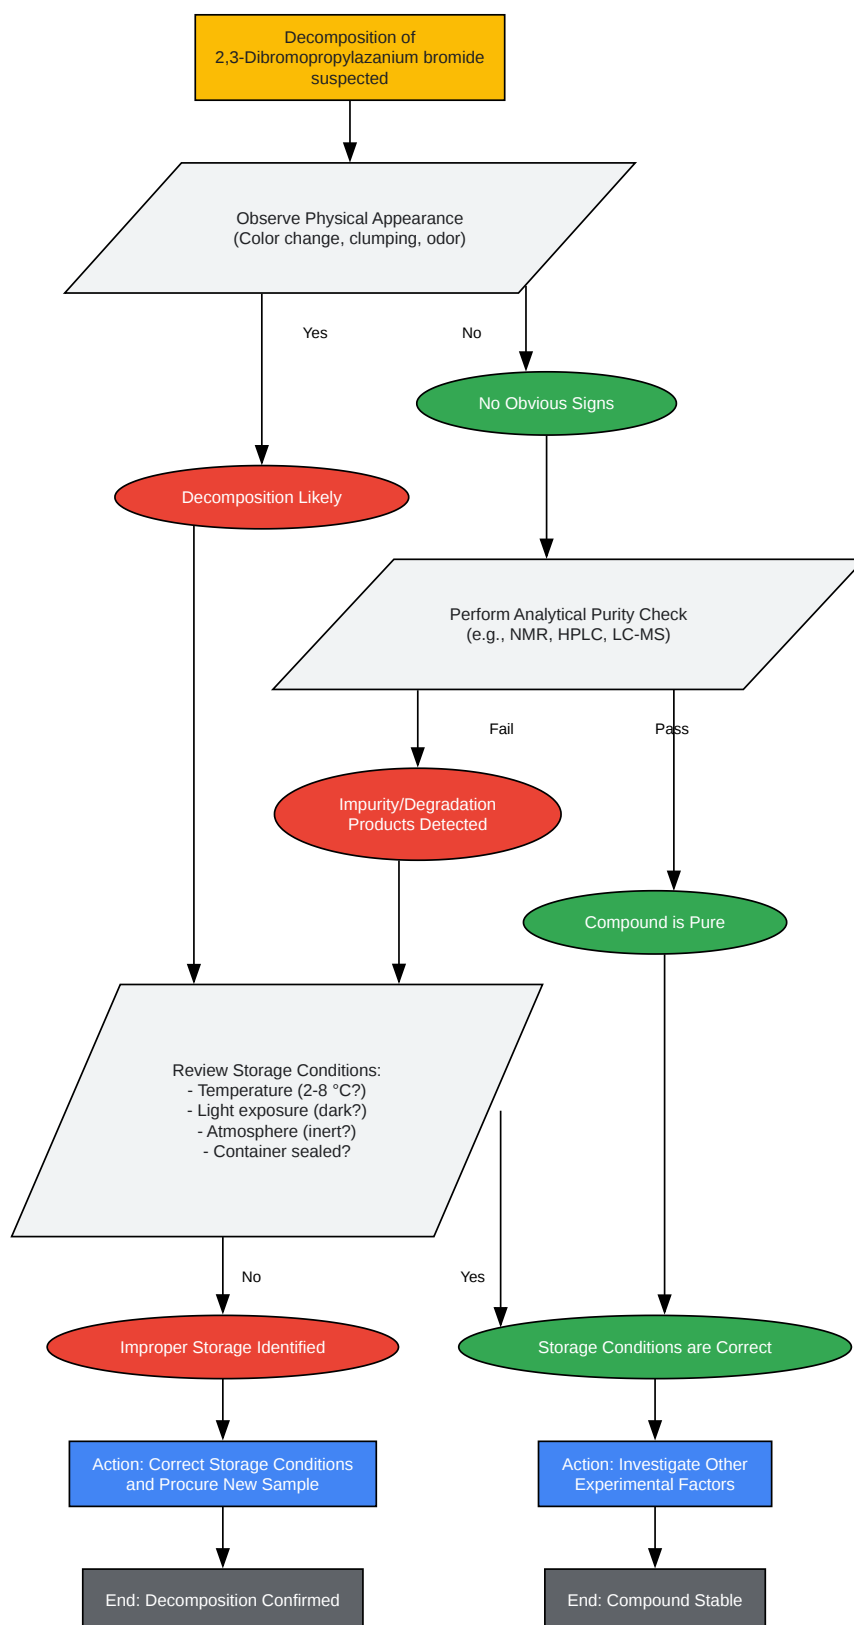 Decomposition of
2,3-Dibromopropylazanium bromide
suspected
Observe Physical Appearance
(Color change, clumping, odor)
Yes
No
No Obvious Signs
Decomposition Likely
Perform Analytical Purity Check
(e.g., NMR, HPLC, LC-MS)
Fail
Pass
Impurity/Degradation
Products Detected
Compound is Pure
Review Storage Conditions:
- Temperature (2-8 °C?)
- Light exposure (dark?)
- Atmosphere (inert?)
- Container sealed?
No
Yes
Improper Storage Identified
Storage Conditions are Correct
Action: Correct Storage Conditions
and Procure New Sample
Action: Investigate Other
Experimental Factors
End: Decomposition Confirmed
End: Compound Stable